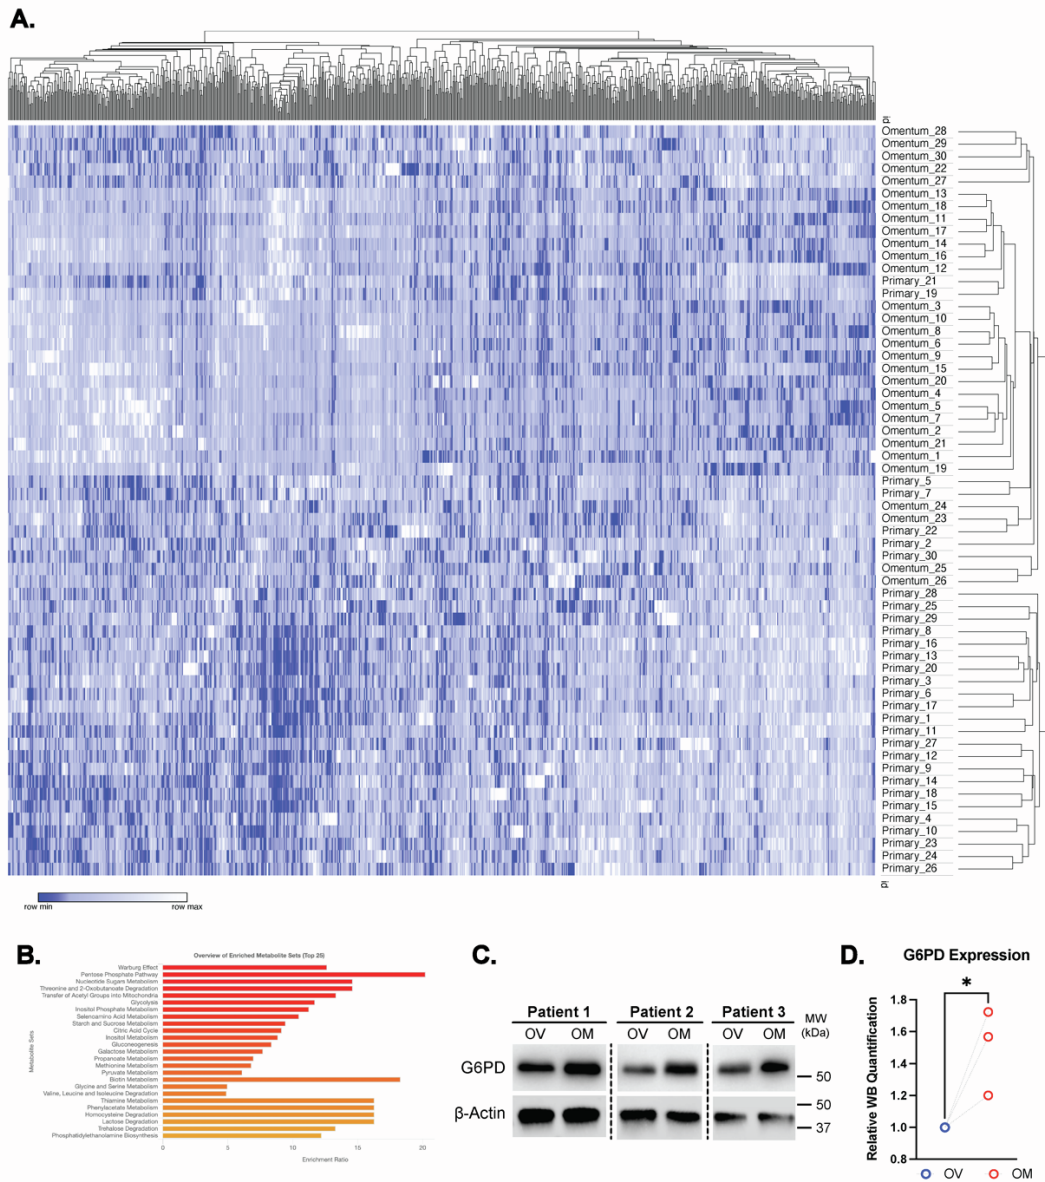 A.
id
Omentum_28
Omentum_29
Omentum_30
Omentum_22
Omentum_27
Omentum_13
Omentum_18
Omentum_11
Omentum_17
Omentum_14
Omentum_16
Omentum_12
Primary_21
Primary_19
Omentum_3
Omentum_10
Omentum_8
Omentum_6
Omentum_9
Omentum_15
Omentum_20
Omentum_4
Omentum_5
Omentum_7
Omentum_2
Omentum_21
Omentum_1
Omentum_19
Primary_5
Primary_7
Omentum_24
Omentum_23
Primary_22
Primary_2
Primary_30
Omentum_25
Omentum_26
Primary_28
Primary_25
Primary_29
Primary_8
Primary_16
Primary_13
Primary_20
Primary_3
Primary_6
Primary_17
Primary_1
Primary_11
Primary_27
Primary_12
Primary_9
Primary_14
Primary_18
Primary_15
Primary_4
Primary_10
Primary_23
Primary_24
Primary_26
id
row min row max
B.
Overview of Enriched Metabolite Sets (Top 25)
Metabolite Sets
Warburg Effect
Pentose Phosphate Pathway
Nucleotide Sugars Metabolism
Threonine and 2-Oxobutanoate Degradation
Transfer of Acetyl Groups into Mitochondria
Glycolysis
Inositol Phosphate Metabolism
Selenoamino Acid Metabolism
Starch and Sucrose Metabolism
Citric Acid Cycle
Inositol Metabolism
Gluconeogenesis
Galactose Metabolism
Propanoate Metabolism
Methionine Metabolism
Pyruvate Metabolism
Biotin Metabolism
Glycine and Serine Metabolism
Valine, Leucine and Isoleucine Degradation
Thiamine Metabolism
Phenylacetate Metabolism
Homocysteine Degradation
Lactose Degradation
Trehalose Degradation
Phosphatidylethanolamine Biosynthesis
0 5 10 15 20
Enrichment Ratio
C.
Patient 1 Patient 2 Patient 3 MW
OV OM OV OM OV OM (kDa)
G6PD
50
β-Actin
50
37
D.
G6PD Expression
*
Relative WB Quantification
1.8
1.6
1.4
1.2
1.0
0.8
OV OM